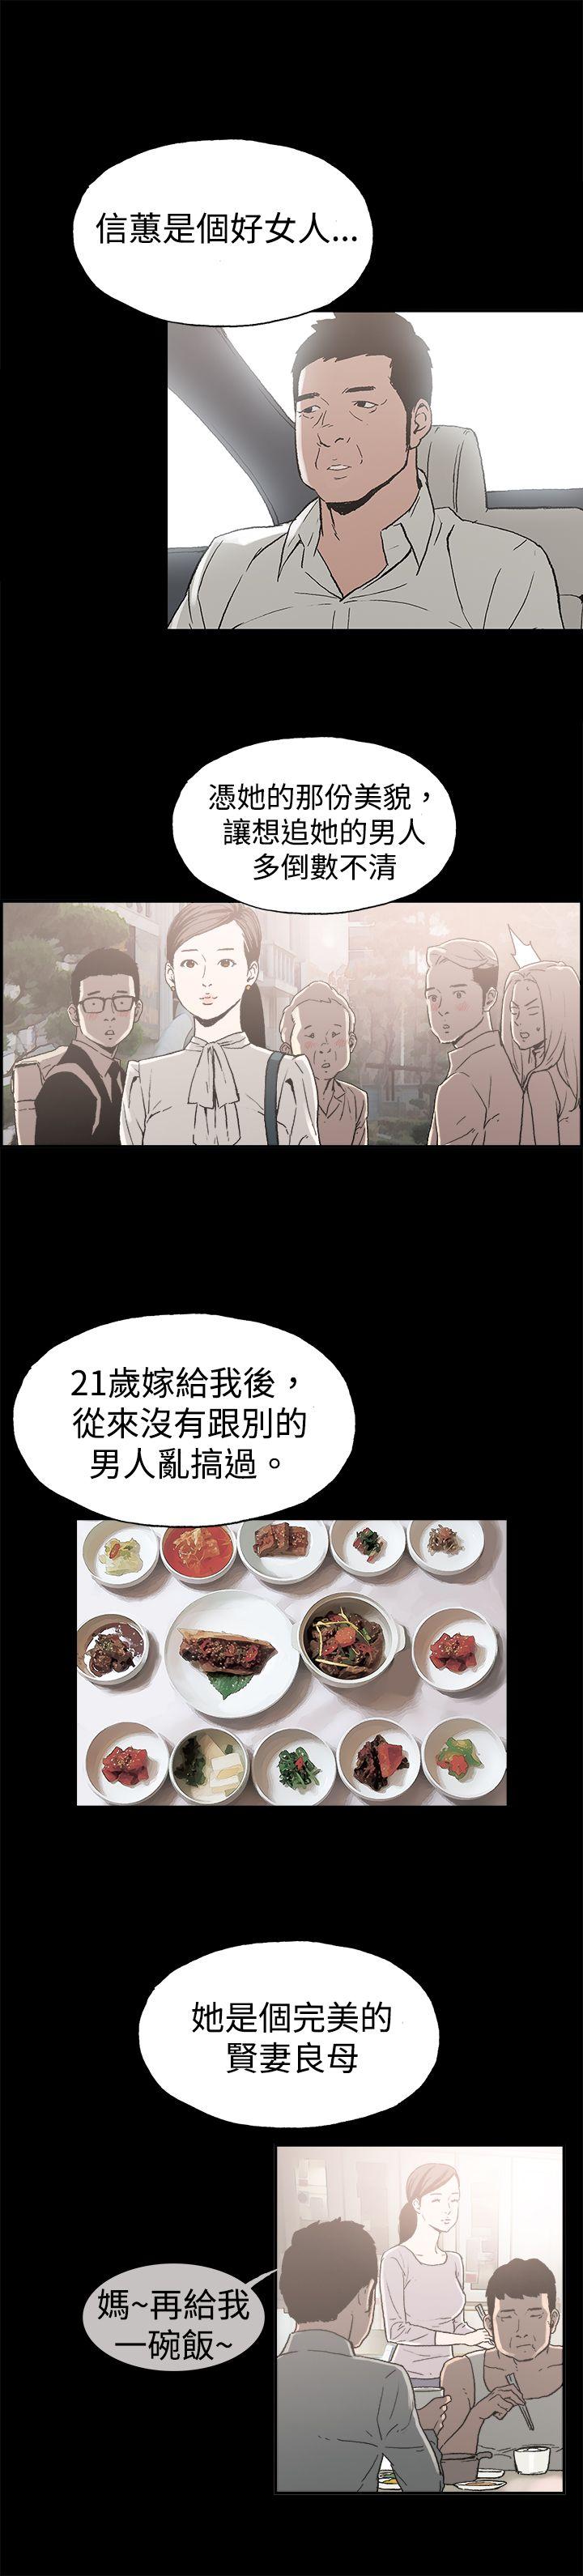 信蕙是個好女人...
憑她的那份美貌，
讓想追她的男人
多倒數不清
21歲嫁給我後，
從來沒有跟別的
男人亂搞過。
她是個完美的
賢妻良母
媽~再給我
一碗飯~